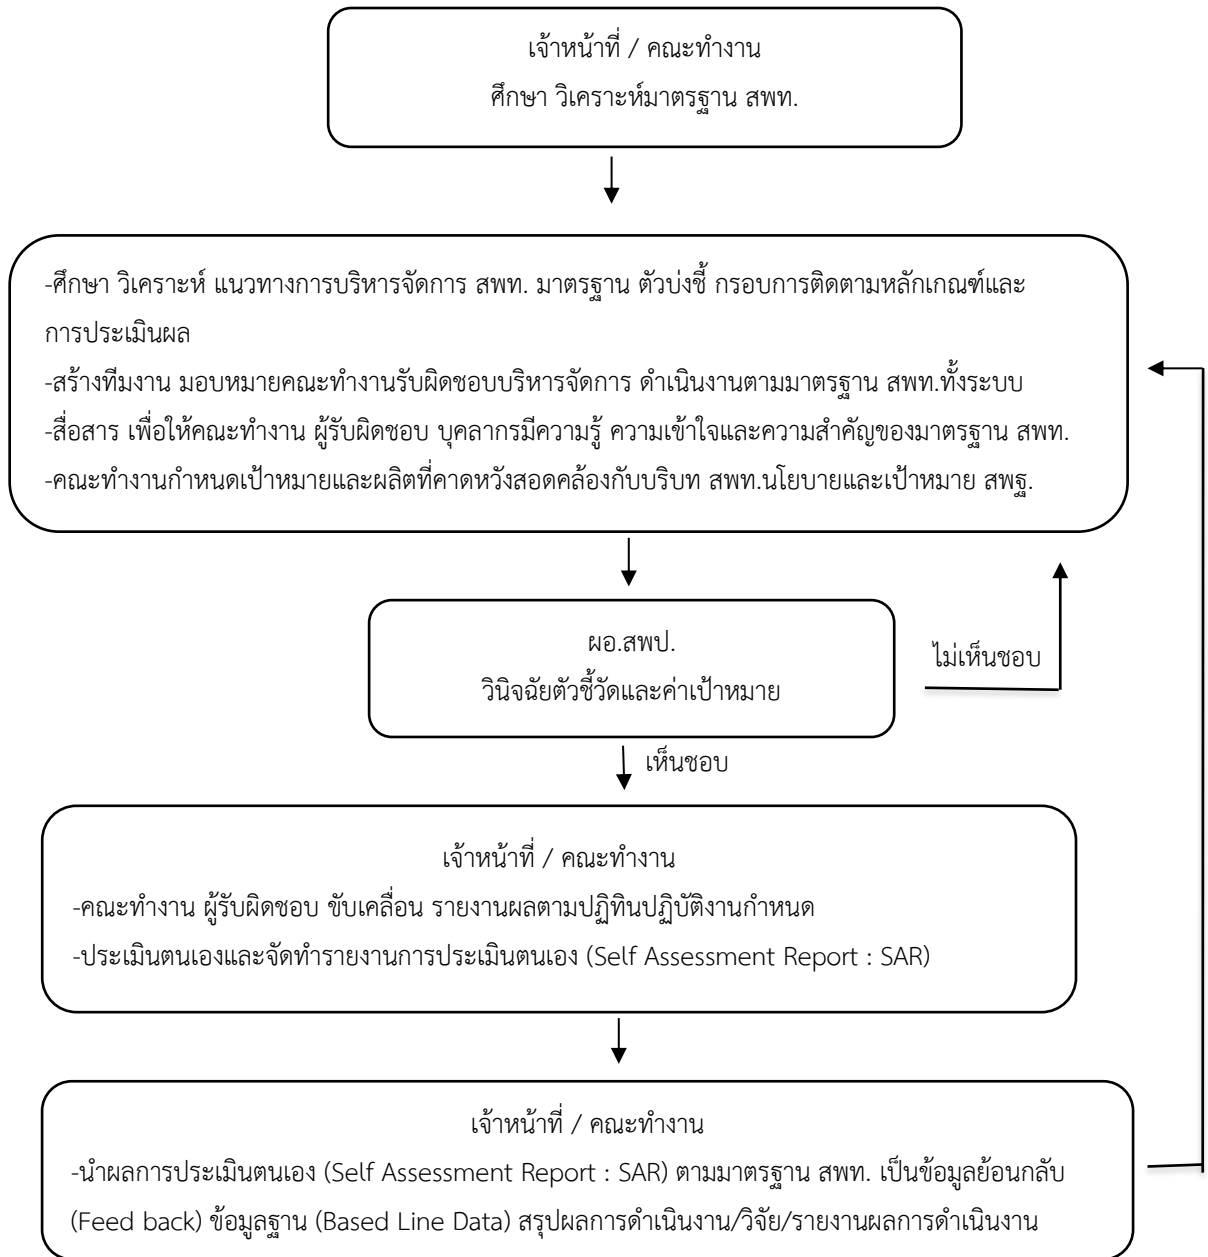 เจ้าหน้าที่ / คณะทำงาน
ศึกษา วิเคราะห์มาตรฐาน สพท.
-ศึกษา วิเคราะห์ แนวทางการบริหารจัดการ สพท. มาตรฐาน ตัวบ่งชี้ กรอบการติดตามหลักเกณฑ์และ
การประเมินผล
-สร้างทีมงาน มอบหมายคณะทำงานรับผิดชอบบริหารจัดการ ดำเนินงานตามมาตรฐาน สพท.ทั้งระบบ
-สื่อสาร เพื่อให้คณะทำงาน ผู้รับผิดชอบ บุคลากรมีความรู้ ความเข้าใจและความสำคัญของมาตรฐาน สพท.
-คณะทำงานกำหนดเป้าหมายและผลิตที่คาดหวังสอดคล้องกับบริบท สพท.นโยบายและเป้าหมาย สพฐ.
ผอ.สพป.
วินิจฉัยตัวชี้วัดและค่าเป้าหมาย
ไม่เห็นชอบ
เห็นชอบ
เจ้าหน้าที่ / คณะทำงาน
-คณะทำงาน ผู้รับผิดชอบ ขับเคลื่อน รายงานผลตามปฏิทินปฏิบัติงานกำหนด
-ประเมินตนเองและจัดทำรายงานการประเมินตนเอง (Self Assessment Report : SAR)
เจ้าหน้าที่ / คณะทำงาน
-นำผลการประเมินตนเอง (Self Assessment Report : SAR) ตามมาตรฐาน สพท. เป็นข้อมูลย้อนกลับ
(Feed back) ข้อมูลฐาน (Based Line Data) สรุปผลการดำเนินงาน/วิจัย/รายงานผลการดำเนินงาน